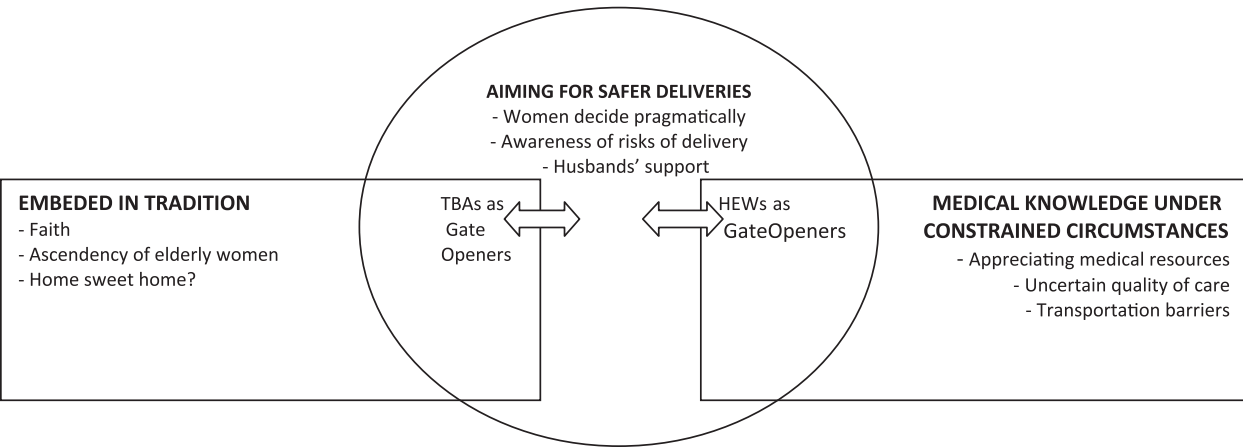 AIMING FOR SAFER DELIVERIES
- Women decide pragmatically
- Awareness of risks of delivery
- Husbands’ support
EMBEDED IN TRADITION
- Faith
- Ascendency of elderly women
- Home sweet home?
TBAs as
Gate
Openers
HEWs as
GateOpeners
MEDICAL KNOWLEDGE UNDER
CONSTRAINED CIRCUMSTANCES
- Appreciating medical resources
- Uncertain quality of care
- Transportation barriers